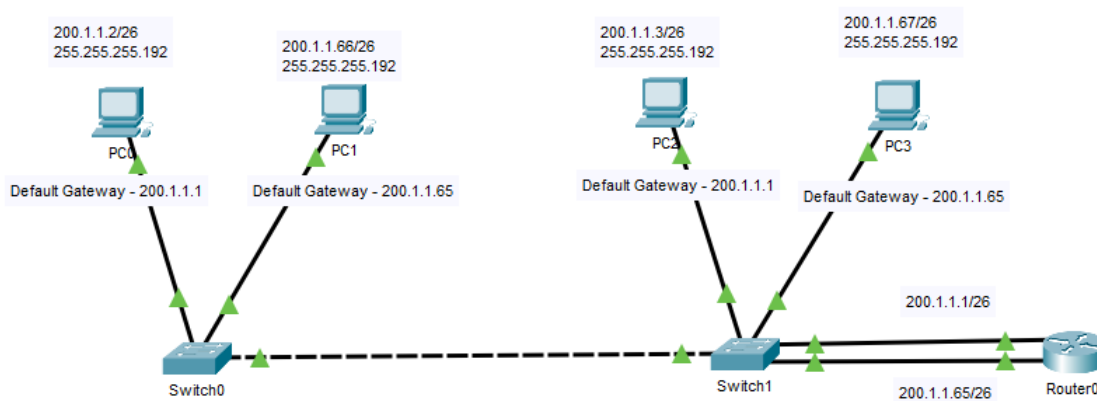 200.1.1.2/26
255.255.255.192
200.1.1.66/26
255.255.255.192
200.1.1.3/26
255.255.255.192
200.1.1.67/26
255.255.255.192
PC0
PC1
PC2
PC3
Default Gateway - 200.1.1.1
Default Gateway - 200.1.1.65
Default Gateway - 200.1.1.1
Default Gateway - 200.1.1.65
200.1.1.1/26
Switch0
Switch1
Router0
200.1.1.65/26